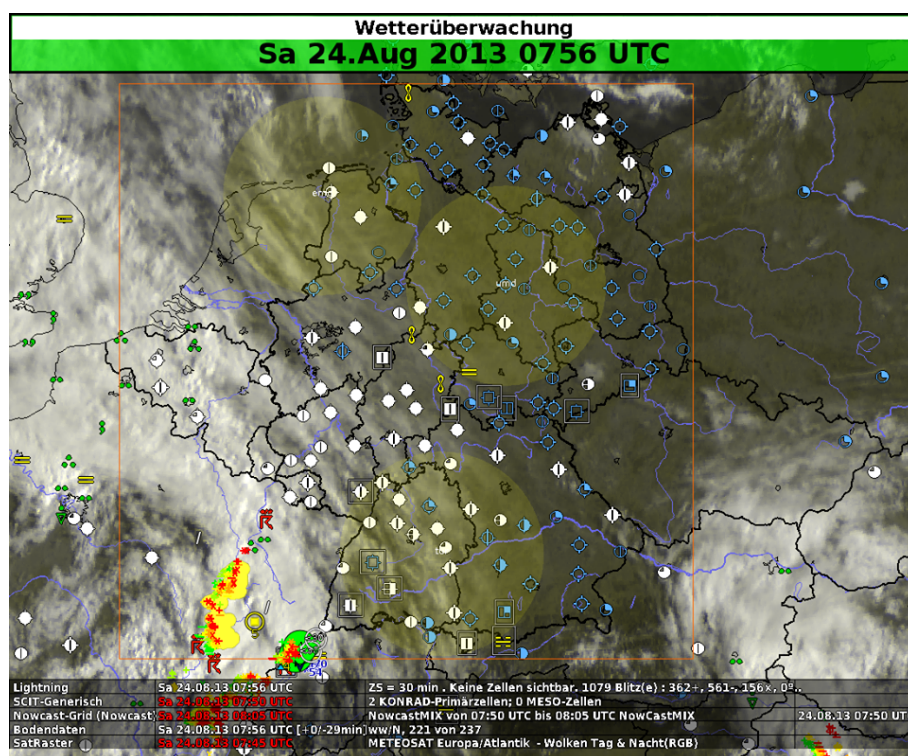 Wetterüberwachung
Sa 24.Aug 2013 0756 UTC
emd
umd
Lightning Sa 24.08.13 07:56 UTC ZS = 30 min . Keine Zellen sichtbar. 1079 Blitz(e) : 362+, 561-, 156×, 0º..
SCIT-Generisch Sa 24.08.13 07:50 UTC 2 KONRAD-Primärzellen; 0 MESO-Zellen
Nowcast-Grid (Nowcast) Sa 24.08.13 08:05 UTC NowcastMIX von 07:50 UTC bis 08:05 UTC NowCastMIX 24.08.13 07:50 UT
Bodendaten Sa 24.08.13 07:56 UTC [+0/-29min] ww/N, 221 von 237
SatRaster Sa 24.08.13 07:45 UTC METEOSAT Europa/Atlantik - Wolken Tag & Nacht(RGB)